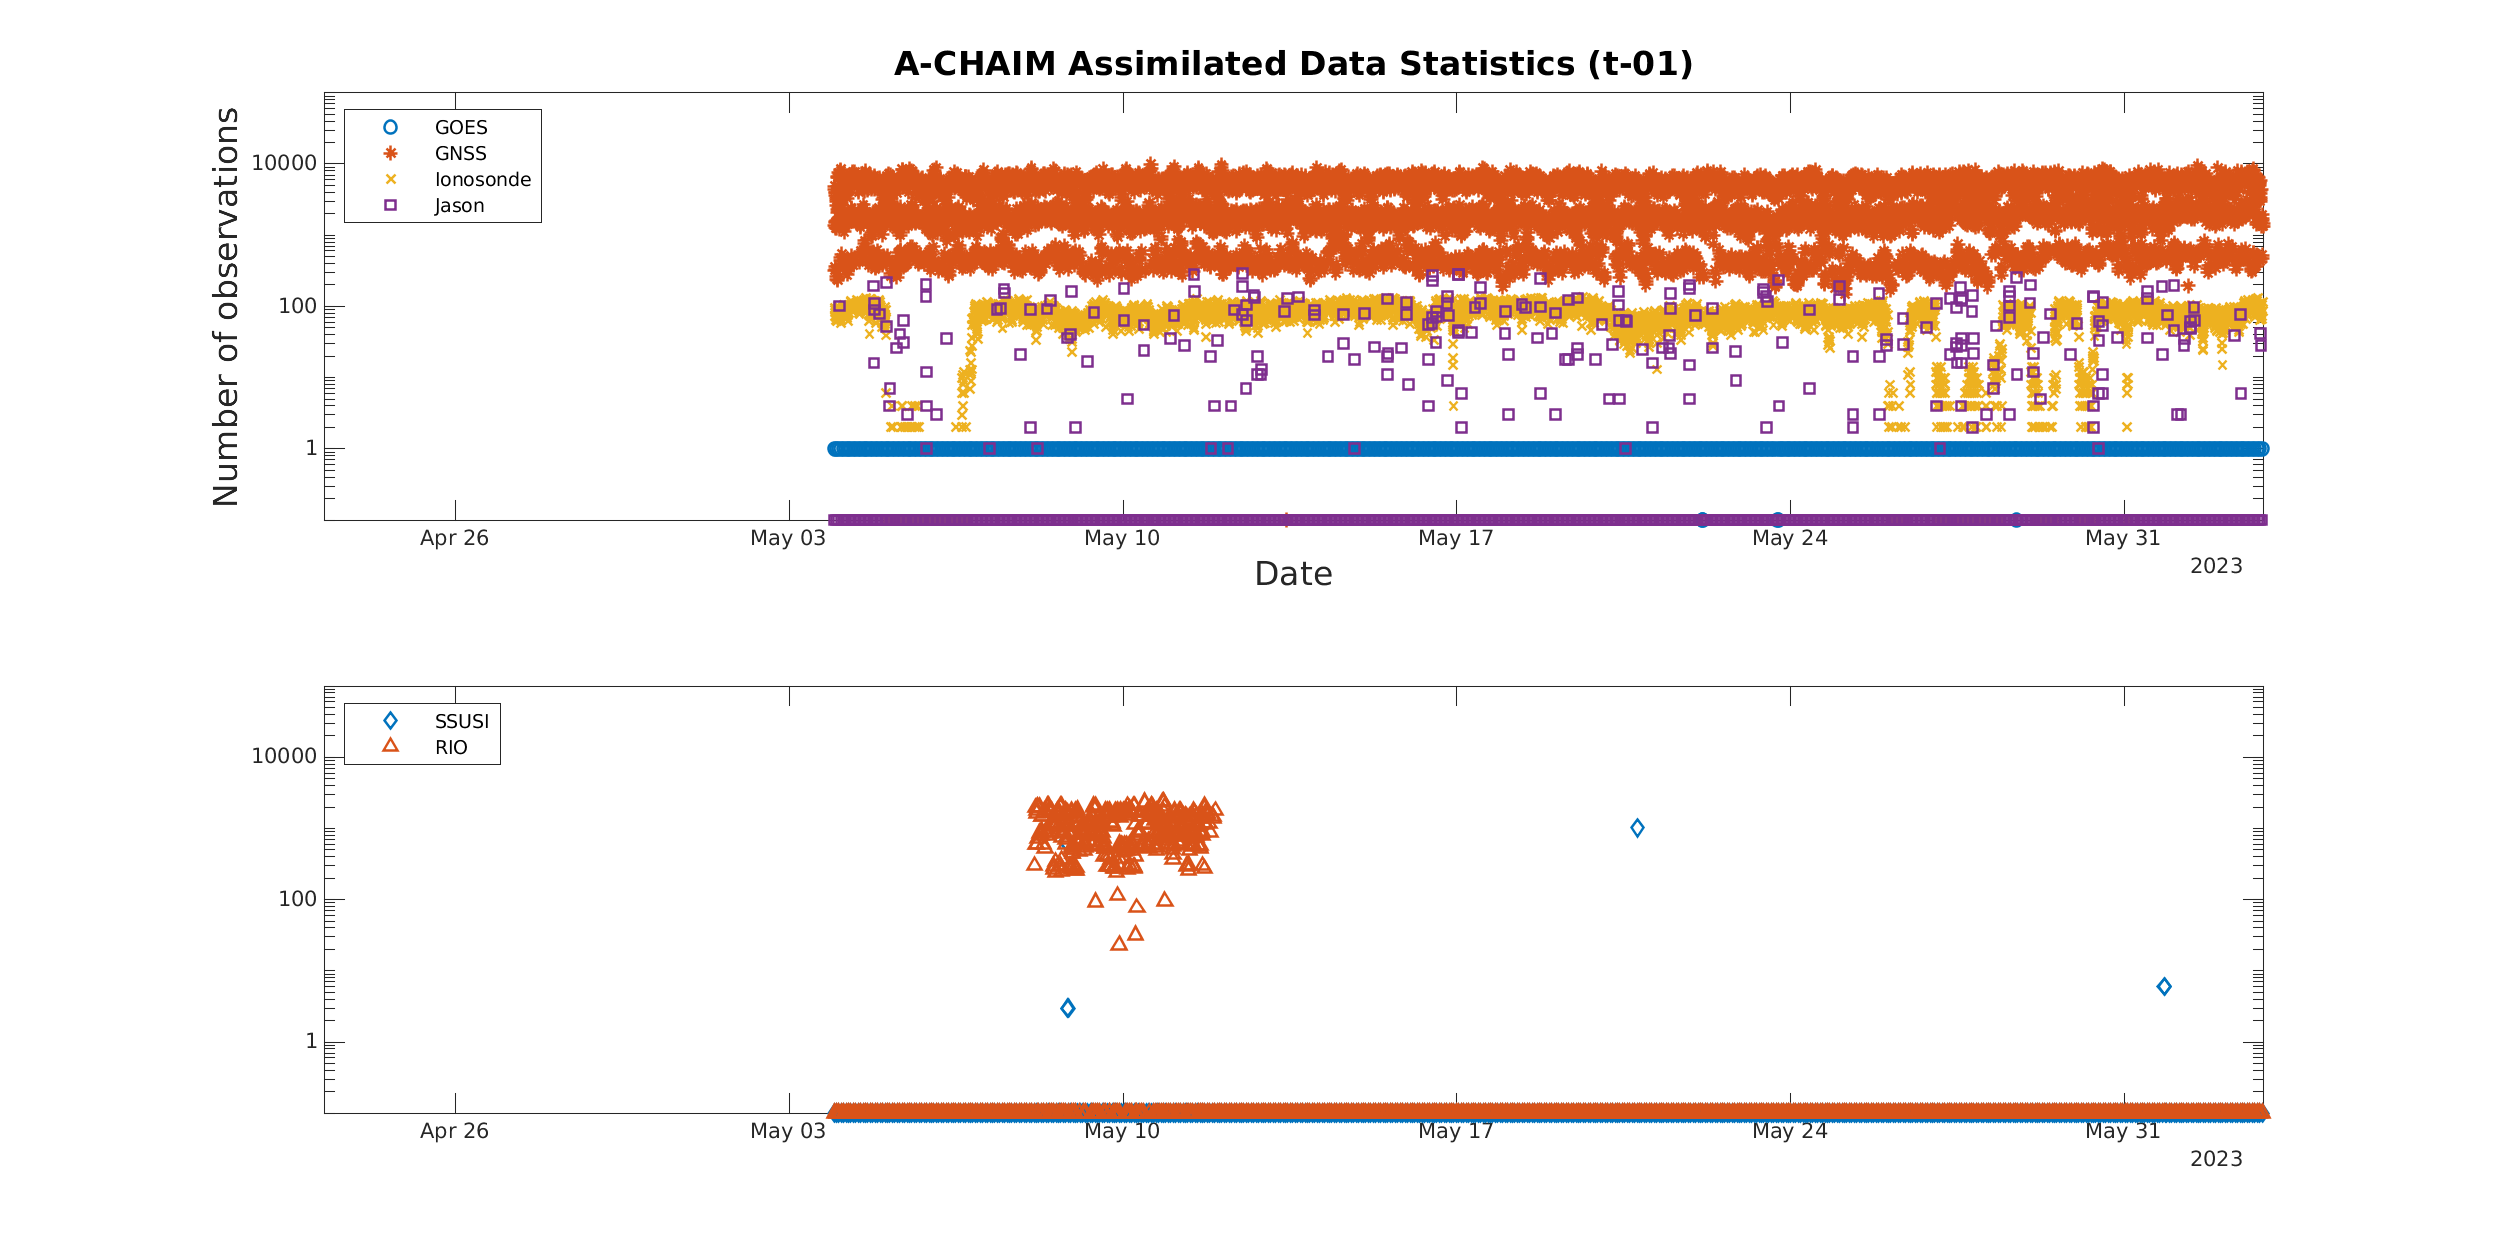 A-CHAIM Assimilated Data Statistics (t-01)
Number of observations
10000
100
1
GOES
GNSS
Ionosonde
Jason
Apr 26
May 03
May 10
May 17
May 24
May 31
2023
Date
10000
100
1
SSUSI
RIO
Apr 26
May 03
May 10
May 17
May 24
May 31
2023